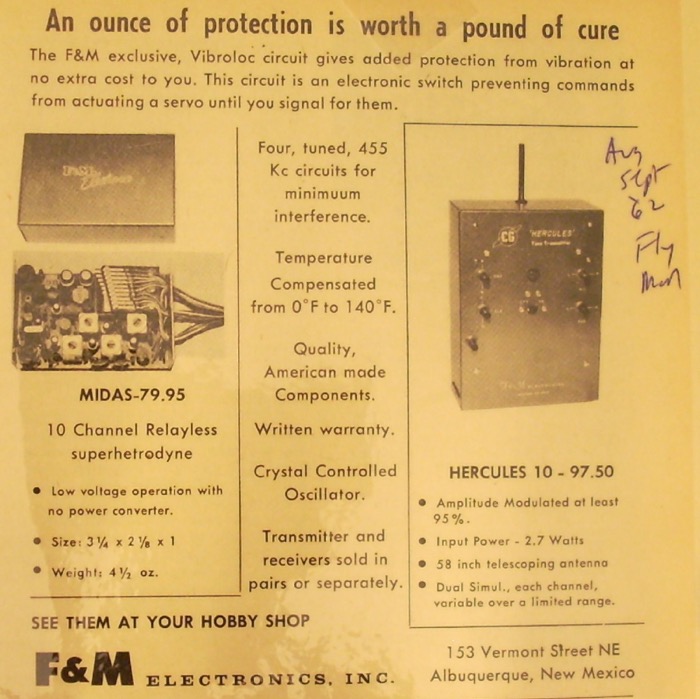 An ounce of protection is worth a pound of cure
The F&M exclusive, Vibroloc circuit gives added protection from vibration at
no extra cost to you. This circuit is an electronic switch preventing commands
from actuating a servo until you signal for them.
MIDAS-79.95
10 Channel Relayless
superhetrodyne
• Low voltage operation with
no power converter.
• Size: 3¼ x 2⅛ x 1
• Weight: 4½ oz.
Four, tuned, 455
Kc circuits for
minimuum
interference.
Temperature
Compensated
from 0°F to 140°F.
Quality,
American made
Components.
Written warranty.
Crystal Controlled
Oscillator.
Transmitter and
receivers sold in
pairs or separately.
CG "HERCULES"
Aug
Sept
62
Fly
HERCULES 10 - 97.50
• Amplitude Modulated at least
95%.
• Input Power - 2.7 Watts
• 58 inch telescoping antenna
• Dual Simul., each channel,
variable over a limited range.
SEE THEM AT YOUR HOBBY SHOP
F&M ELECTRONICS, INC.
153 Vermont Street NE
Albuquerque, New Mexico